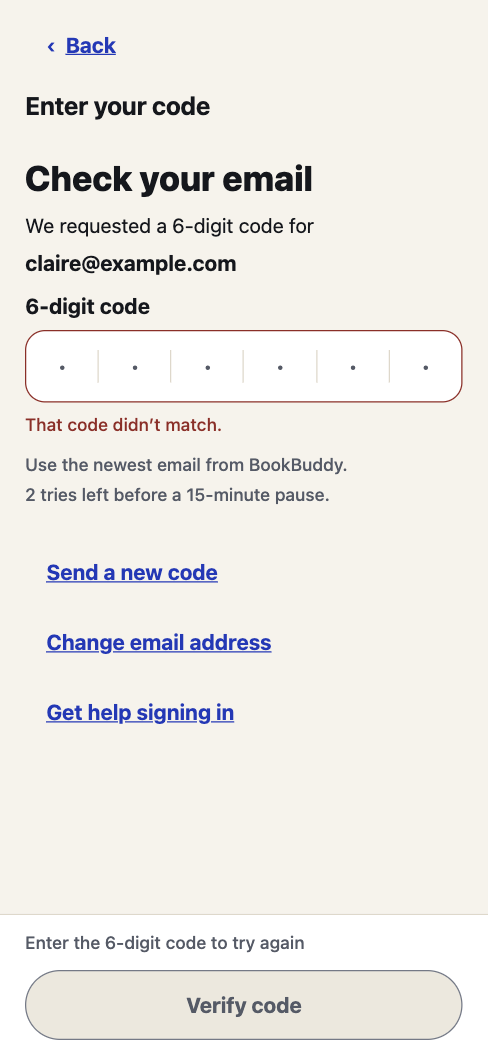 ‹ Back
Enter your code
Check your email
We requested a 6-digit code for
claire@example.com
6-digit code
That code didn’t match.
Use the newest email from BookBuddy.
2 tries left before a 15-minute pause.
Send a new code
Change email address
Get help signing in
Enter the 6-digit code to try again
Verify code